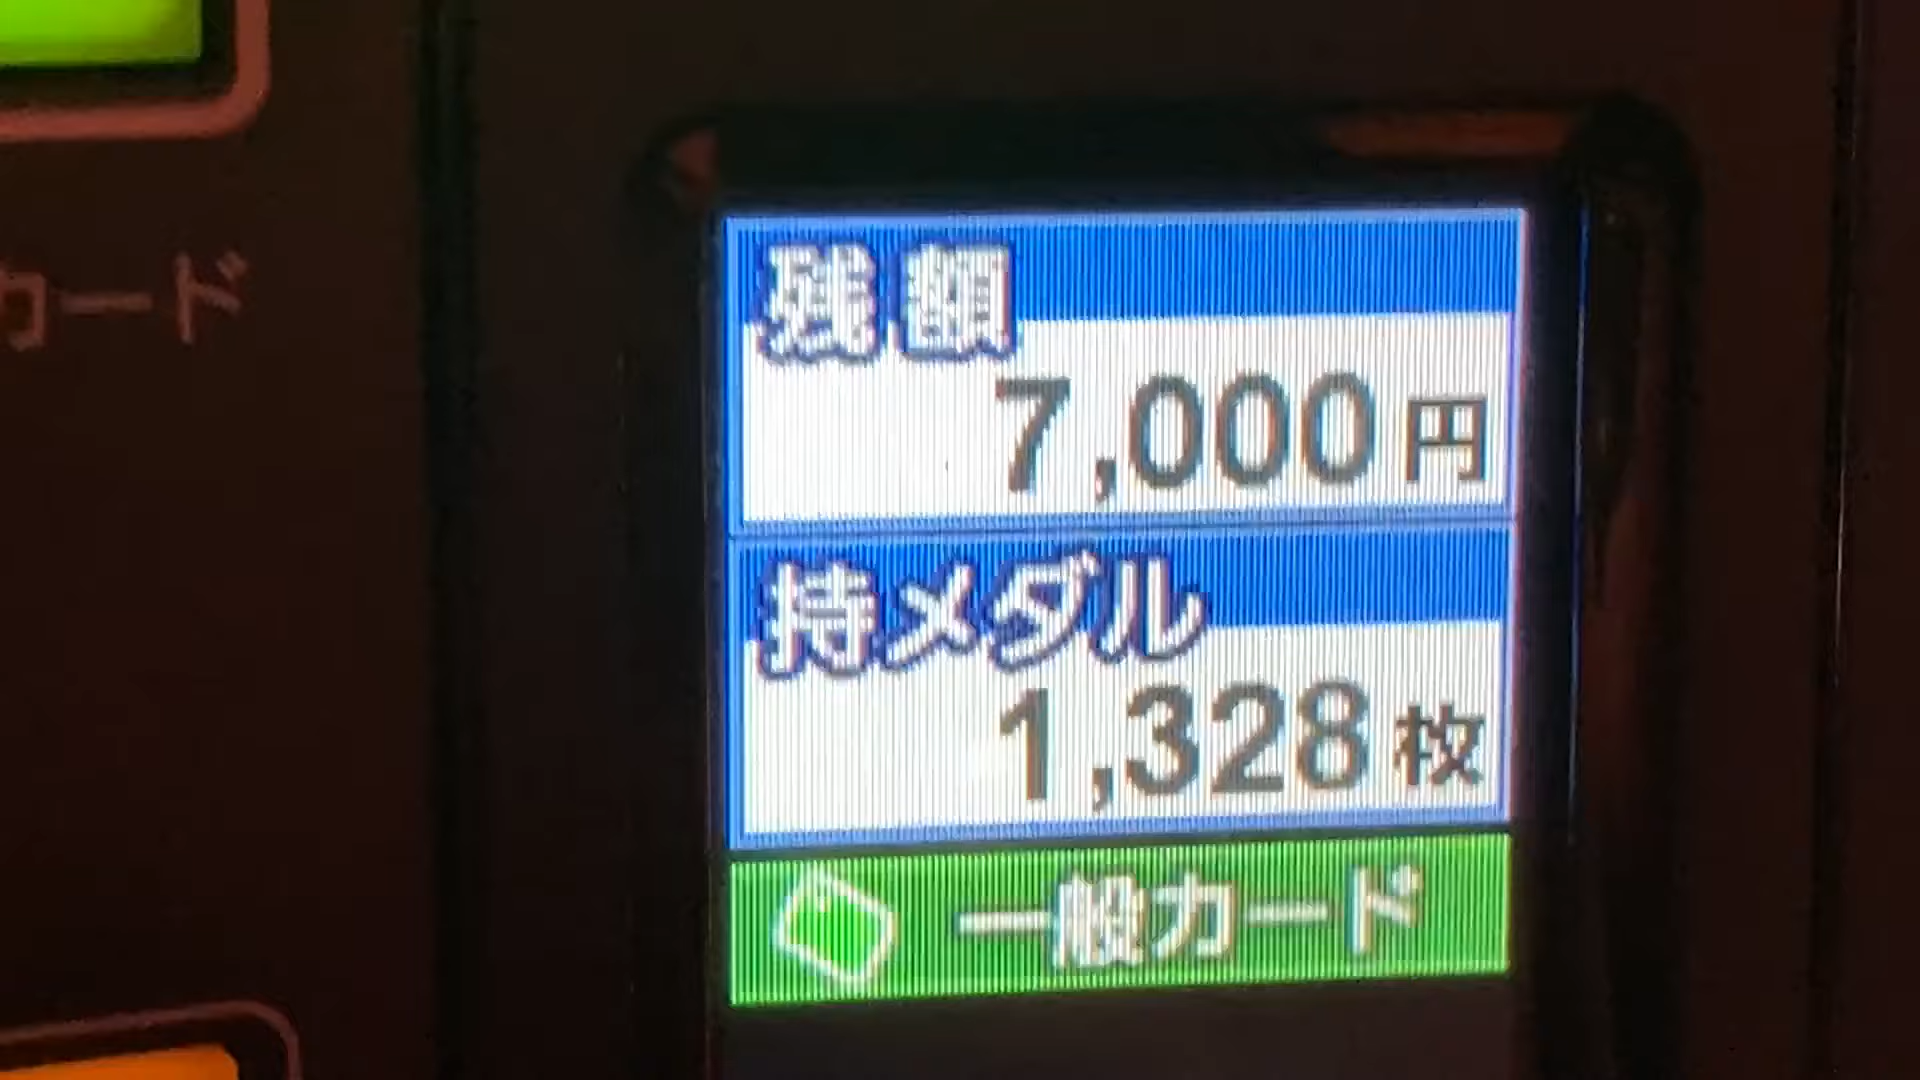 カード
残額
7,000円
持メダル
1,328枚
一般カード